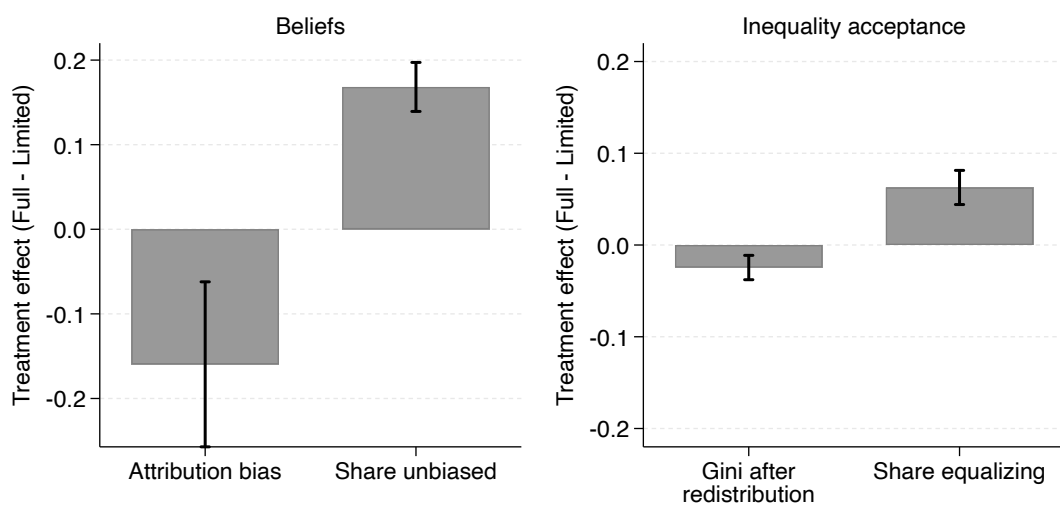 Beliefs
Treatment effect (Full - Limited)
0.2
0.1
0.0
-0.1
-0.2
Attribution bias
Share unbiased
Inequality acceptance
Treatment effect (Full - Limited)
0.2
0.1
0.0
-0.1
-0.2
Gini after
redistribution
Share equalizing